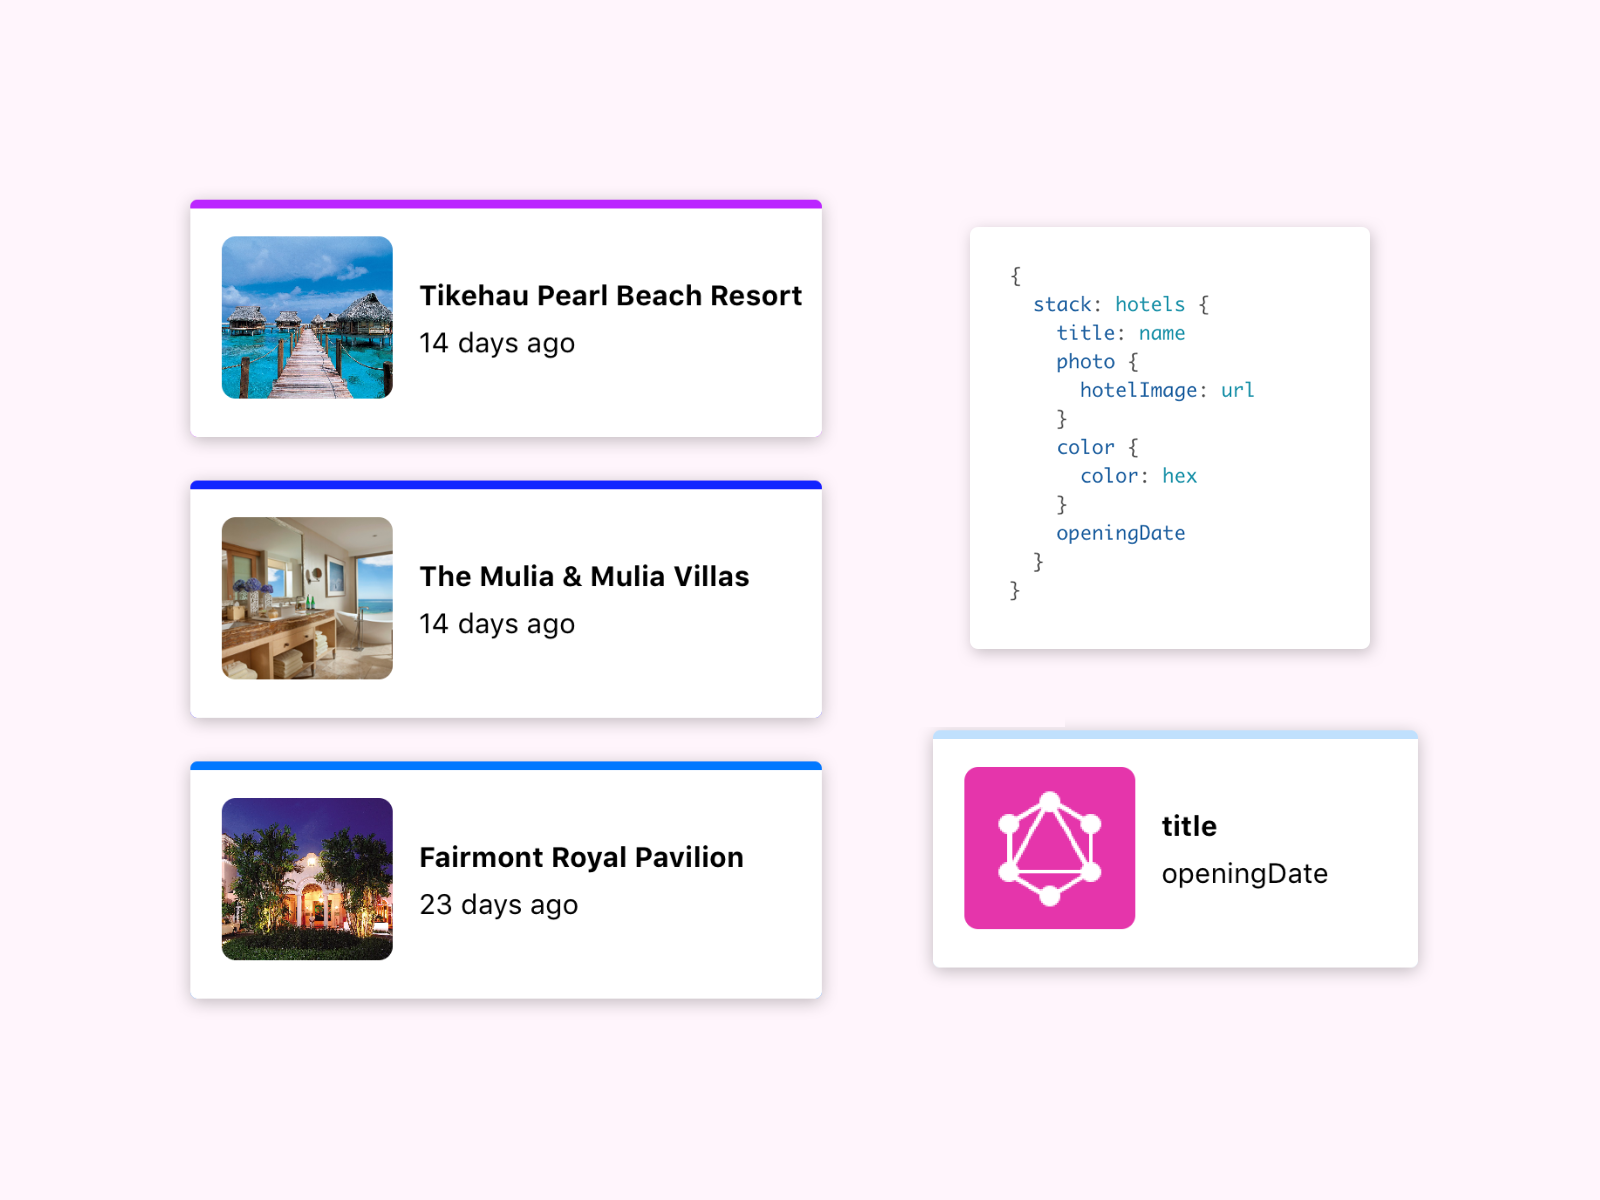 Tikehau Pearl Beach Resort
14 days ago
The Mulia & Mulia Villas
14 days ago
Fairmont Royal Pavilion
23 days ago
{
  stack: hotels {
    title: name
    photo {
      hotelImage: url
    }
    color {
      color: hex
    }
    openingDate
  }
}
title
openingDate